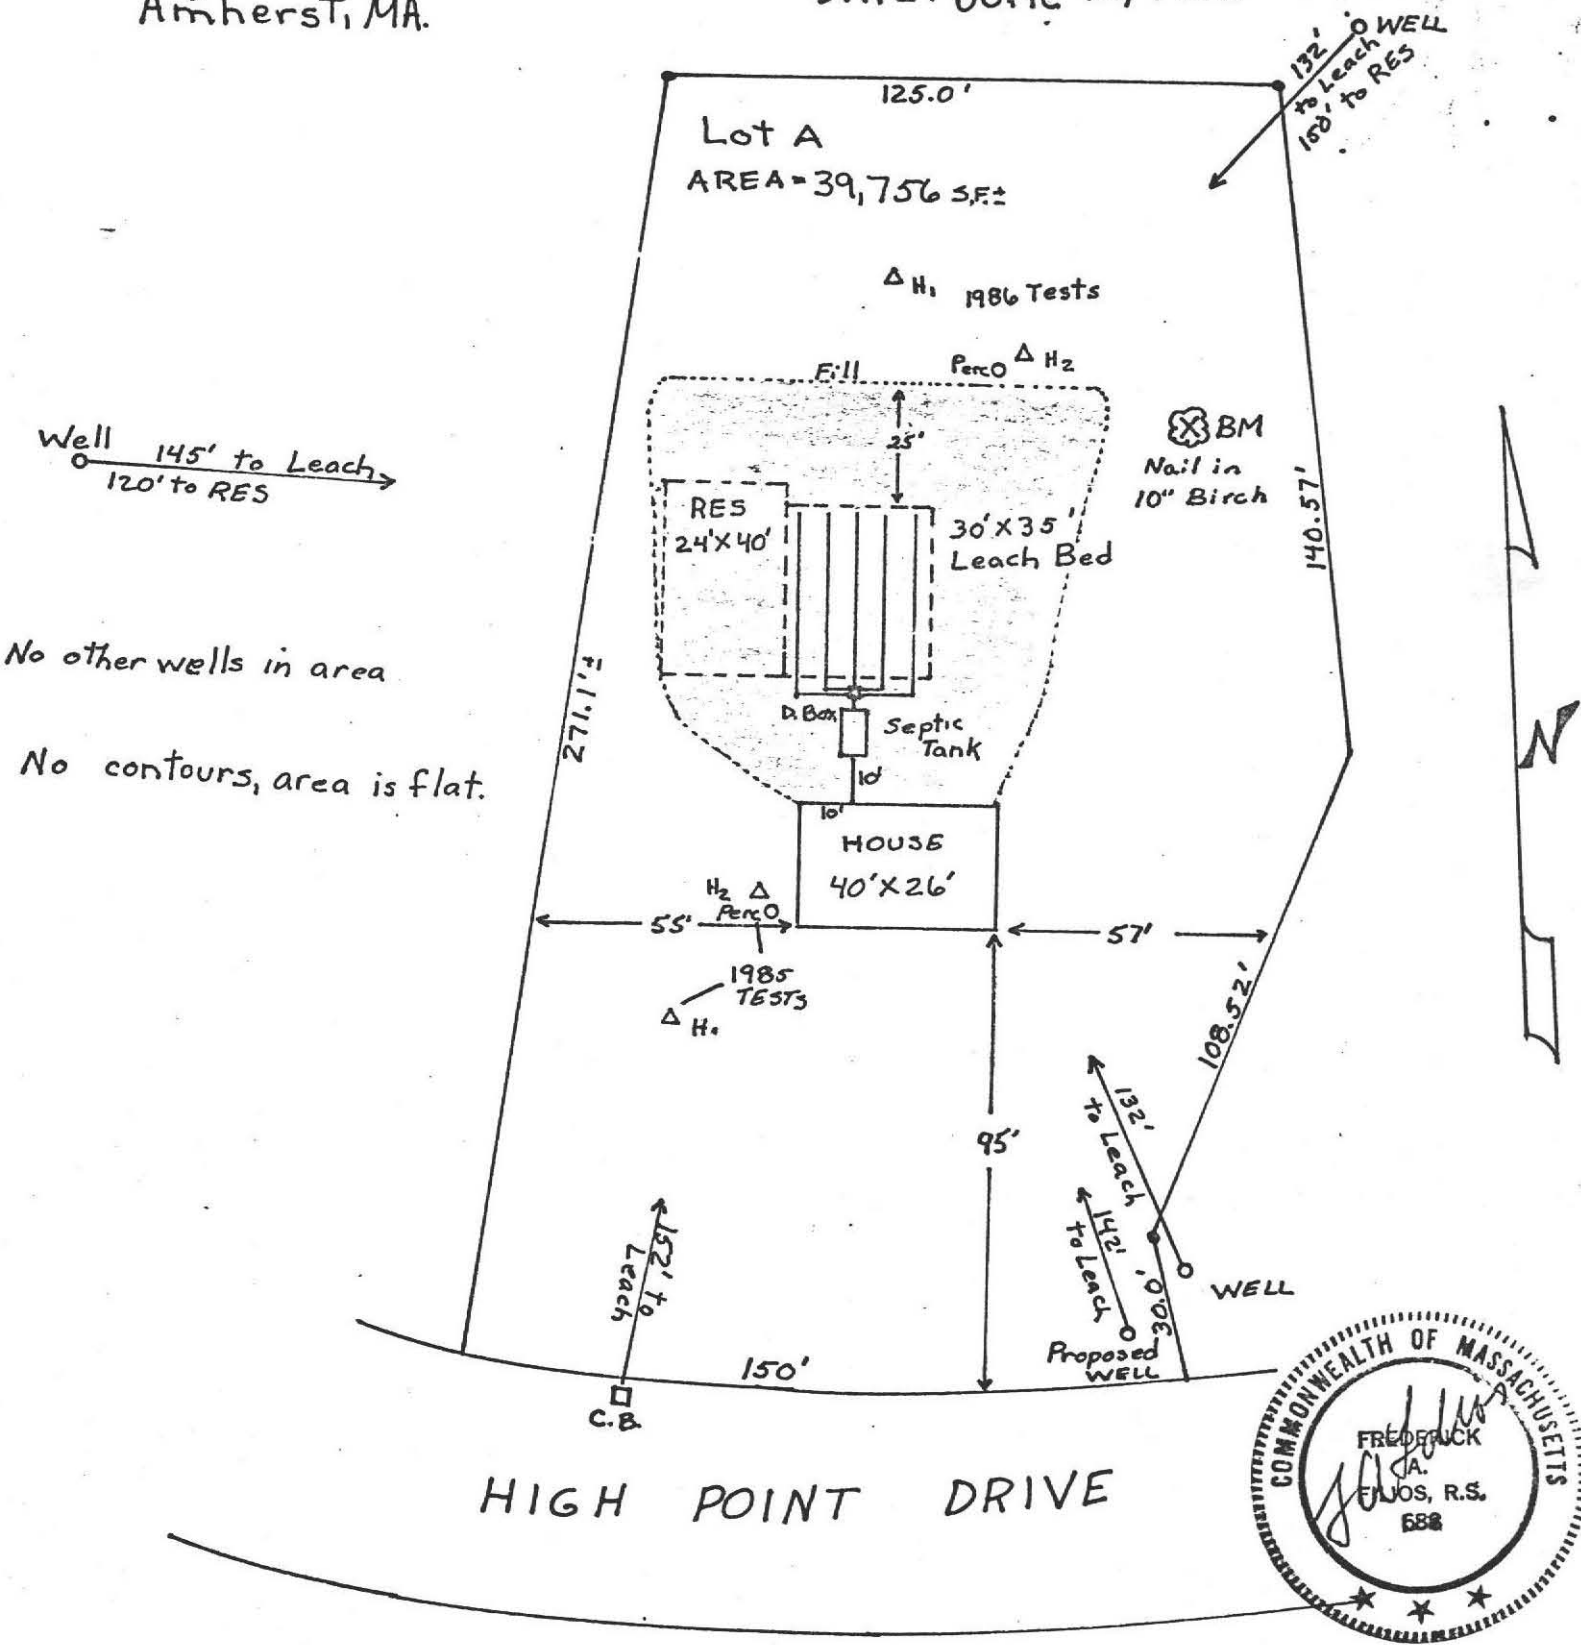 Amherst, MA.
WELL
132'
to Leach
150' to RES
125.0'
Lot A
AREA = 39,756 S.F.±
△ H1 1986 Tests
Perc O △ H2
Fill
25'
BM
Nail in
10" Birch
Well 145' to Leach
120' to RES
RES
24'X40'
30'X35'
Leach Bed
140.57'
No other wells in area
271.1'±
D. Box
Septic
Tank
N
No contours, area is flat.
10'
10'
HOUSE
40'X26'
H2 △
Perc O
55'
57'
1985
TESTS
△ H1
108.52'
95'
132'
to Leach
142'
to Leach
152' to
Leach
30.0'
WELL
Proposed
WELL
150'
C.B.
HIGH POINT DRIVE
COMMONWEALTH OF MASSACHUSETTS
FREDERICK
A.
FILIOS, R.S.